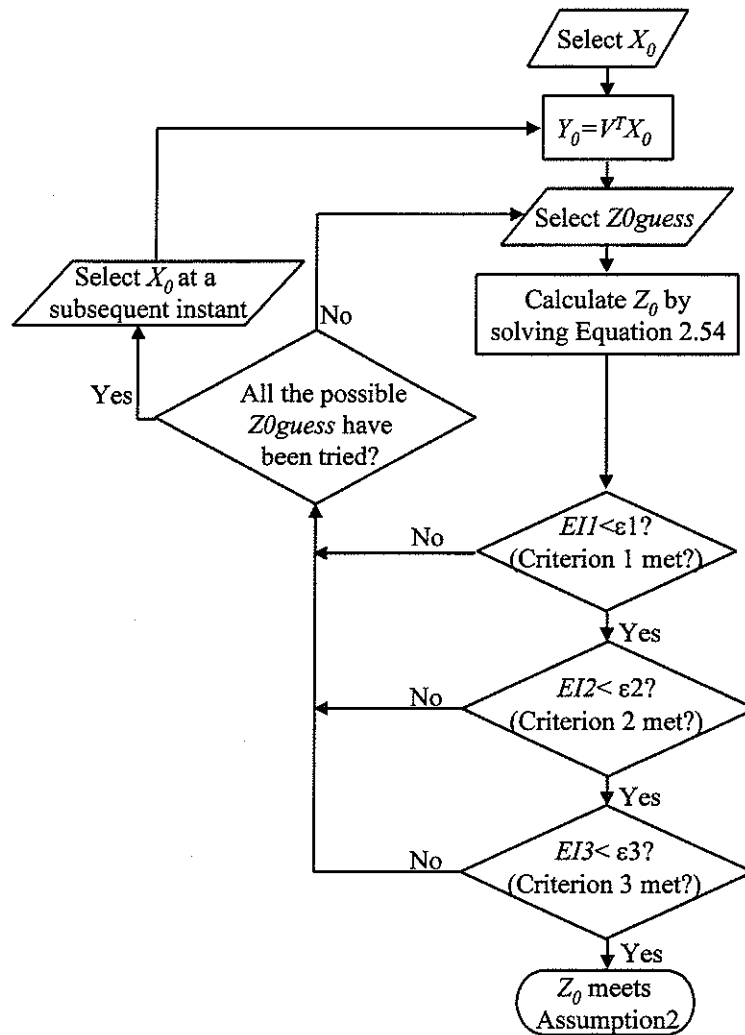 Select X₀
Y₀=VᵀX₀
Select Z0guess
Select X₀ at a
subsequent instant
Calculate Z₀ by
solving Equation 2.54
No
Yes
All the possible
Z0guess have
been tried?
No
EI1<ε1?
(Criterion 1 met?)
Yes
No
EI2< ε2?
(Criterion 2 met?)
Yes
No
EI3< ε3?
(Criterion 3 met?)
Yes
Z₀ meets
Assumption2